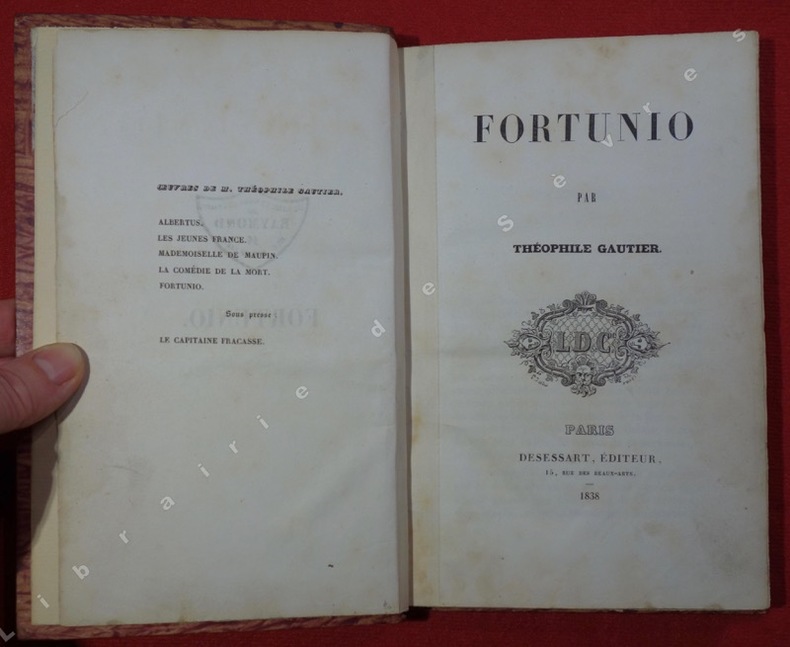 ŒUVRES DE M. THÉOPHILE GAUTIER.
ALBERTUS.
LES JEUNES FRANCE.
MADEMOISELLE DE MAUPIN.
LA COMÉDIE DE LA MORT.
FORTUNIO.
Sous presse
LE CAPITAINE FRACASSE.
FORTUNIO.
FORTUNIO
PAR
THÉOPHILE GAUTIER.
LDC
PARIS
DESESSART, ÉDITEUR,
15, RUE DES BEAUX-ARTS.
1838
Librairie de sèvres